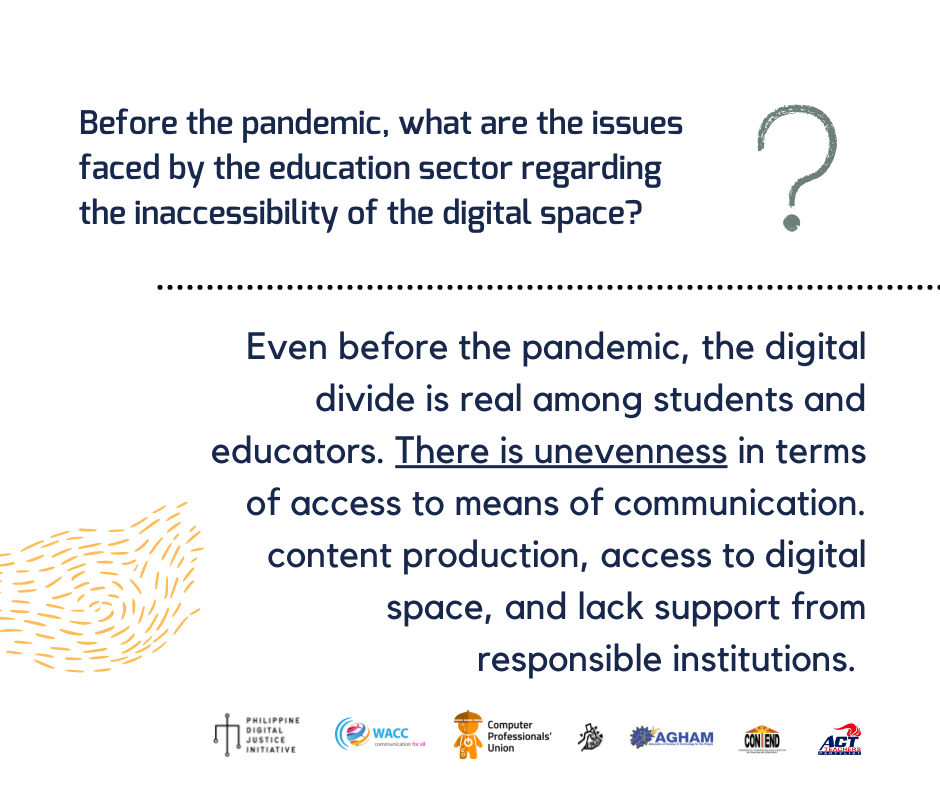 Before the pandemic, what are the issues
faced by the education sector regarding
the inaccessibility of the digital space?
?
Even before the pandemic, the digital
divide is real among students and
educators. There is unevenness in terms
of access to means of communication.
content production, access to digital
space, and lack support from
responsible institutions.
PHILIPPINE
DIGITAL
JUSTICE
INITIATIVE
WACC
communication for all
Computer
Professionals'
Union
AGHAM
CONTEND
ACT
TEACHERS
PARTYLIST